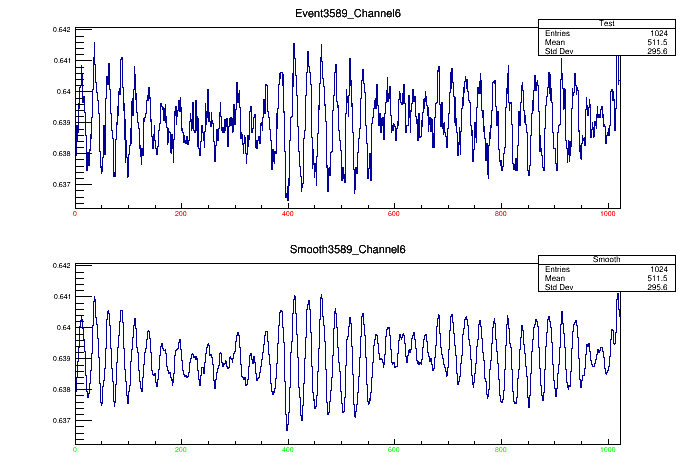 Event3589_Channel6
Test
Entries 1024
Mean 511.5
Std Dev 295.6
0.642
0.641
0.64
0.639
0.638
0.637
0 200 400 600 800 1000
Smooth3589_Channel6
Smooth
Entries 1024
Mean 511.5
Std Dev 295.6
0.642
0.641
0.64
0.639
0.638
0.637
0 200 400 600 800 1000